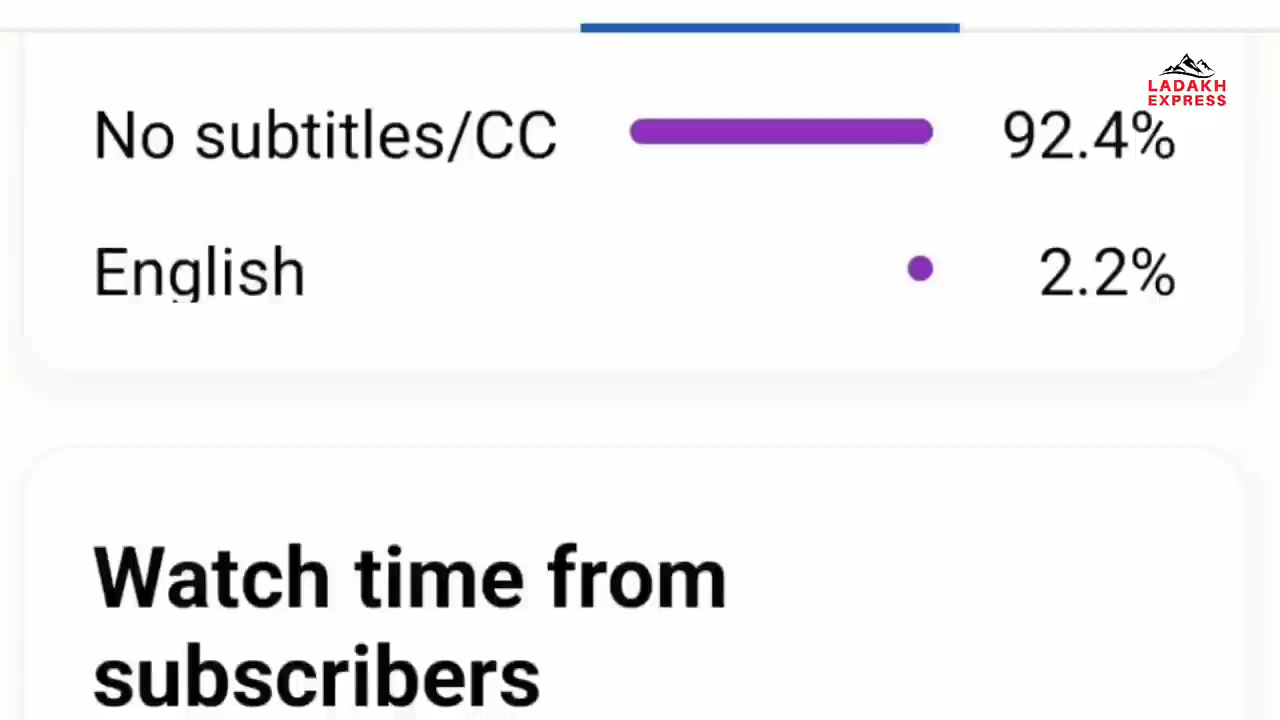 LADAKH
EXPRESS
No subtitles/CC 92.4%
English 2.2%
Watch time from
subscribers